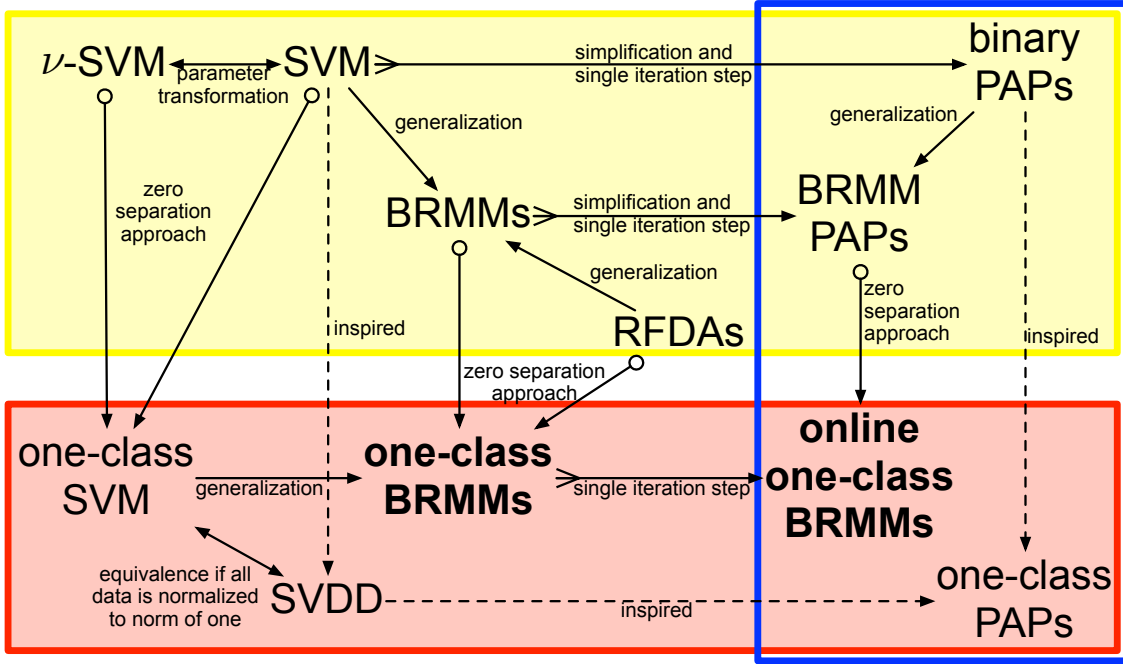 ν-SVM
parameter
transformation
SVM
simplification and
single iteration step
binary
PAPs
generalization
generalization
zero
separation
approach
BRMMs
simplification and
single iteration step
BRMM
PAPs
generalization
zero
separation
approach
inspired
RFDAs
inspired
zero separation
approach
one-class
SVM
generalization
one-class
BRMMs
single iteration step
online
one-class
BRMMs
equivalence if all
data is normalized
to norm of one
SVDD
inspired
one-class
PAPs